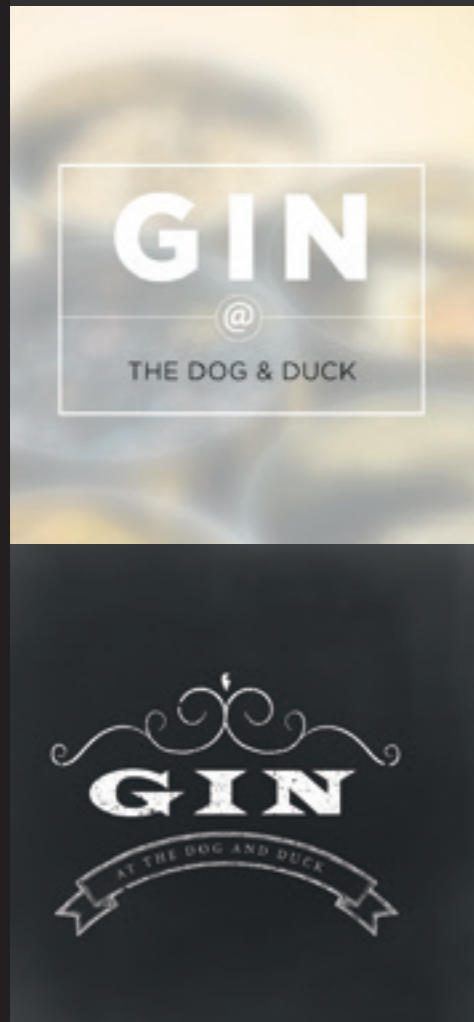 GIN
@
THE DOG & DUCK
GIN
AT THE DOG AND DUCK